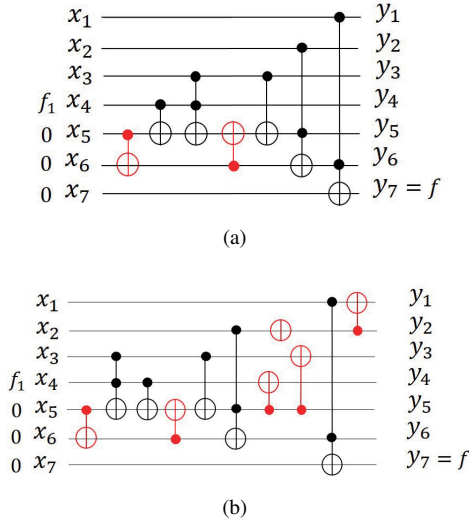 x₁ y₁
x₂ y₂
x₃ y₃
f₁ x₄ y₄
0 x₅ y₅
0 x₆ y₆
0 x₇ y₇ = f
(a)
x₁ y₁
x₂ y₂
x₃ y₃
f₁ x₄ y₄
0 x₅ y₅
0 x₆ y₆
0 x₇ y₇ = f
(b)